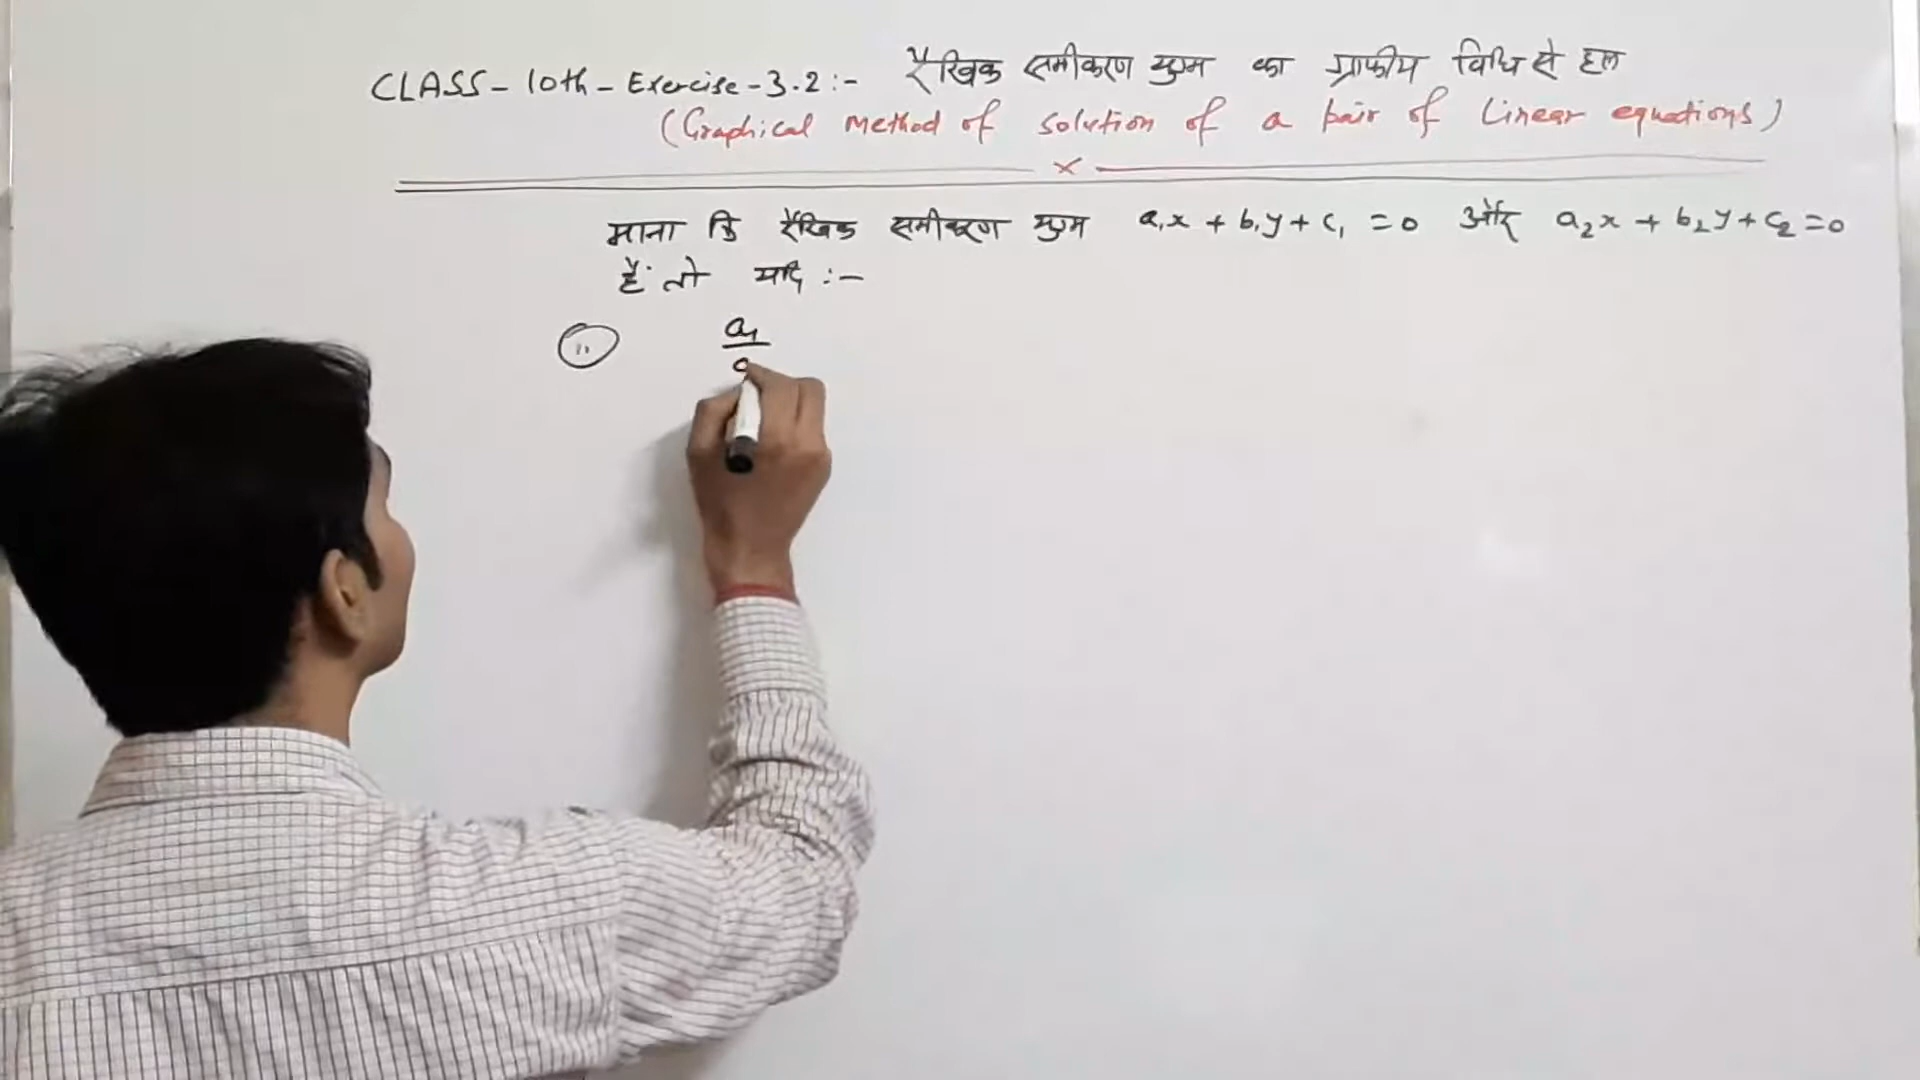 CLASS - 10th - Exercise - 3.2 :- रैखिक समीकरण युग्म का ग्राफीय विधि से हल
(Graphical method of solution of a pair of Linear equations)
x
माना कि रैखिक समीकरण युग्म a₁x + b₁y + c₁ = 0 और a₂x + b₂y + c₂ = 0
हैं तो यदि :-
a₁
a